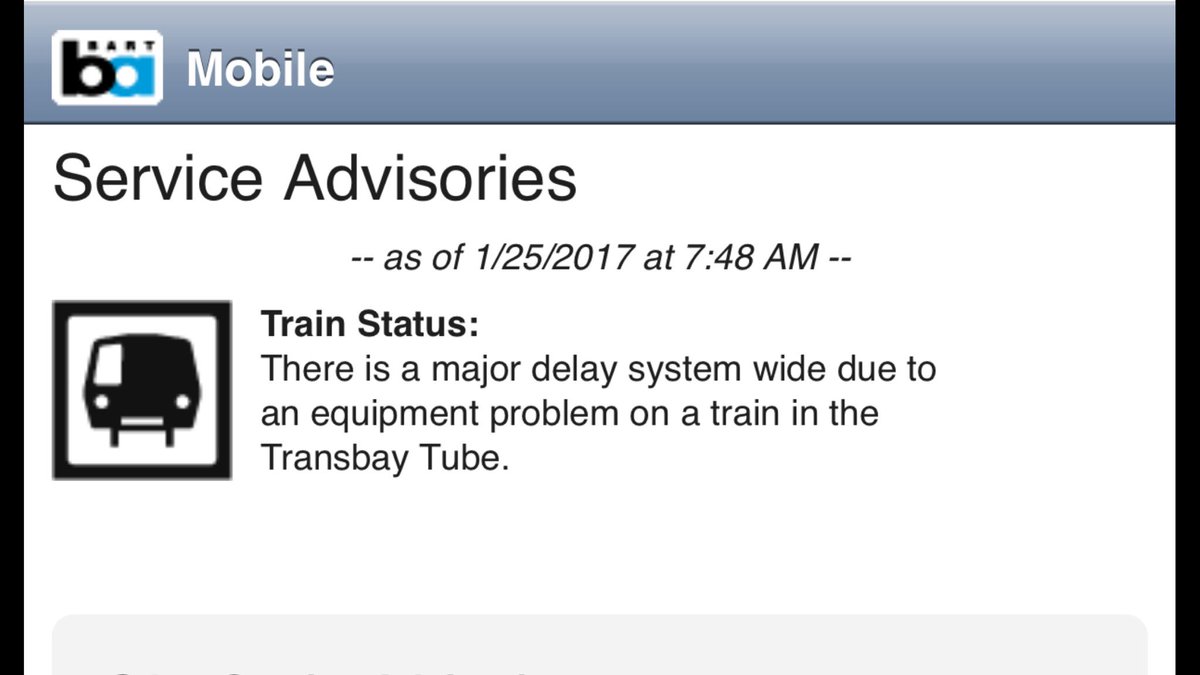 BART
ba
Mobile
Service Advisories
-- as of 1/25/2017 at 7:48 AM --
Train Status:
There is a major delay system wide due to
an equipment problem on a train in the
Transbay Tube.